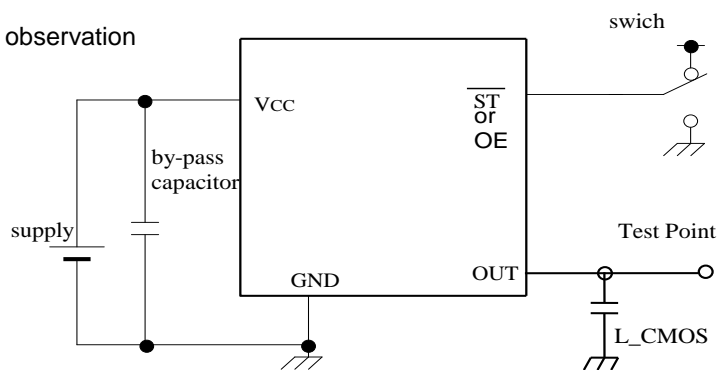 swich
observation
VCC
ST
or
OE
by-pass
capacitor
supply
Test Point
GND
OUT
L_CMOS